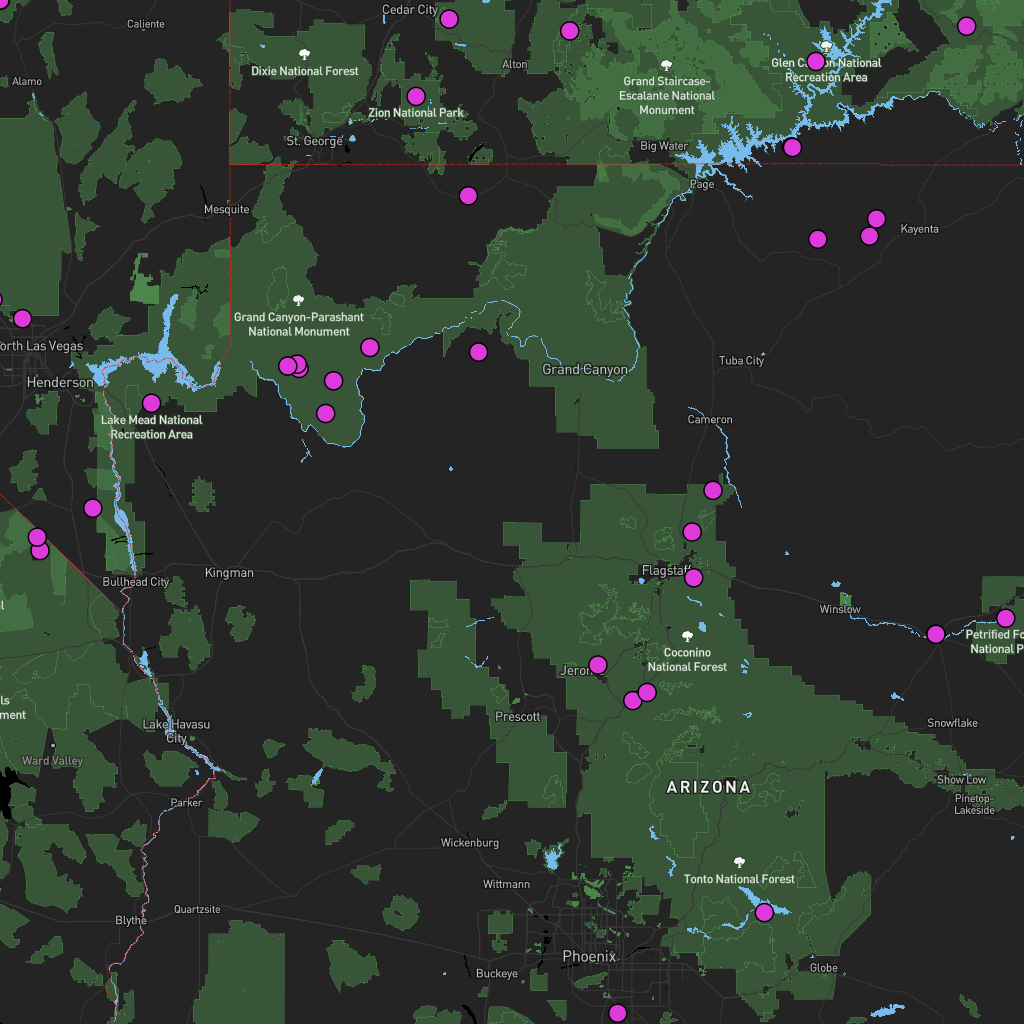 Cedar City
Caliente
Alton
Dixie National Forest
Glen Canyon National
Recreation Area
Alamo
Grand Staircase-
Escalante National
Monument
Zion National Park
St. George
Big Water
Page
Mesquite
Kayenta
Grand Canyon-Parashant
National Monument
orth Las Vegas
Tuba City
Grand Canyon
Henderson
Lake Mead National
Recreation Area
Cameron
Kingman
Flagstaff
Bullhead City
Winslow
Petrified Fo
National P
Coconino
National Forest
Jerom
ls
ment
Prescott
Lake Havasu
City
Snowflake
Ward Valley
Show Low
ARIZONA
Parker
Pinetop-
Lakeside
Wickenburg
Tonto National Forest
Wittmann
Quartzsite
Blythe
Phoenix
Globe
Buckeye